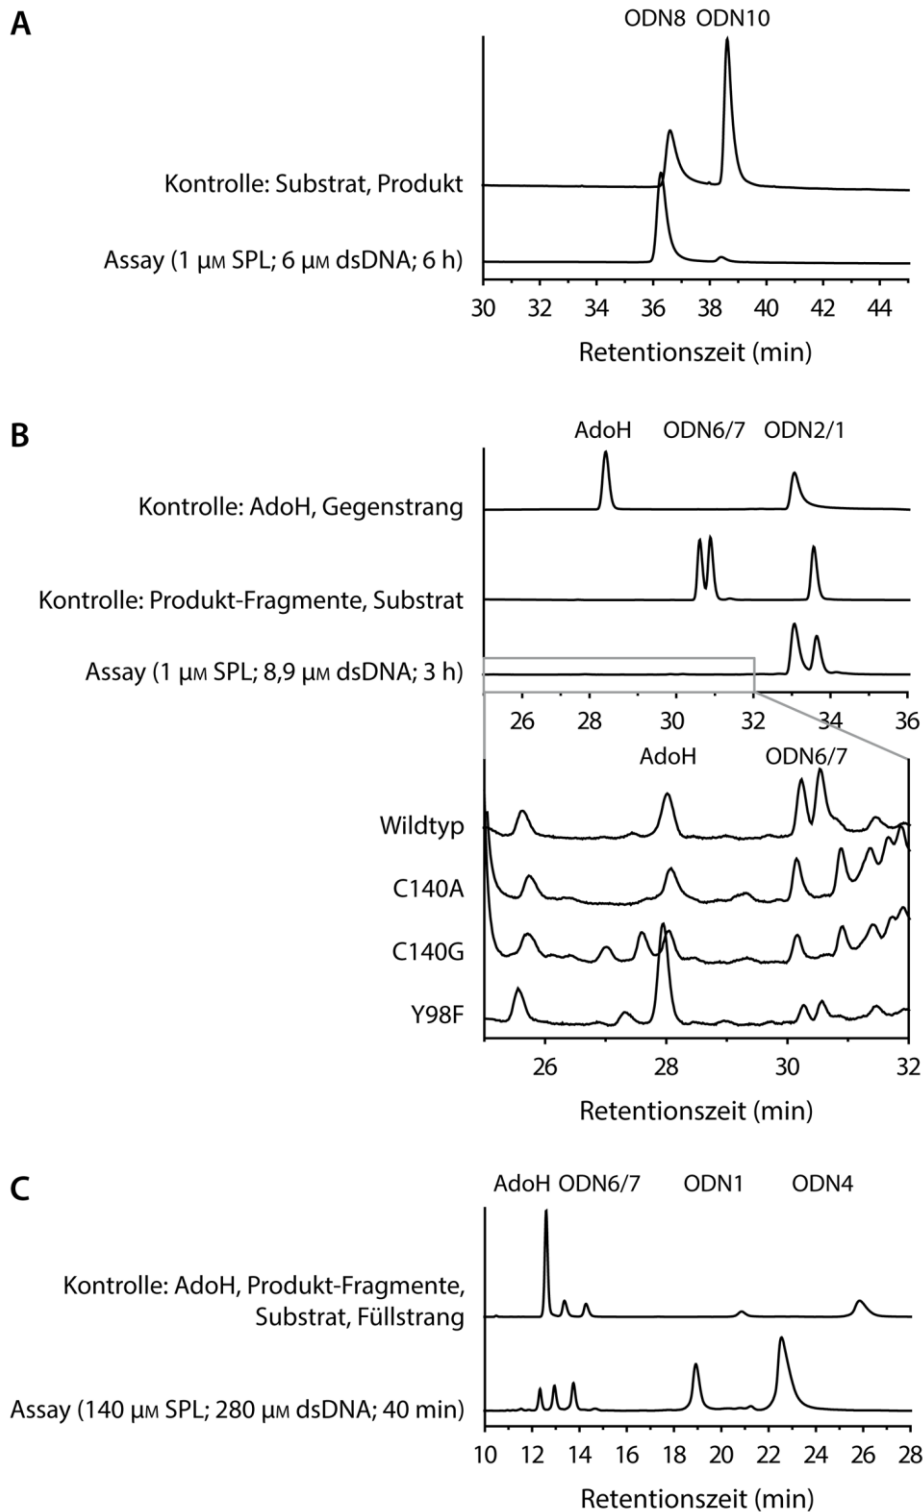 A
ODN8 ODN10
Kontrolle: Substrat, Produkt
Assay (1 µM SPL; 6 µM dsDNA; 6 h)
30 32 34 36 38 40 42 44
Retentionszeit (min)
B
AdoH ODN6/7 ODN2/1
Kontrolle: AdoH, Gegenstrang
Kontrolle: Produkt-Fragmente, Substrat
Assay (1 µM SPL; 8,9 µM dsDNA; 3 h)
26 28 30 32 34 36
AdoH ODN6/7
Wildtyp
C140A
C140G
Y98F
26 28 30 32
Retentionszeit (min)
C
AdoH ODN6/7 ODN1 ODN4
Kontrolle: AdoH, Produkt-Fragmente,
Substrat, Füllstrang
Assay (140 µM SPL; 280 µM dsDNA; 40 min)
10 12 14 16 18 20 22 24 26 28
Retentionszeit (min)